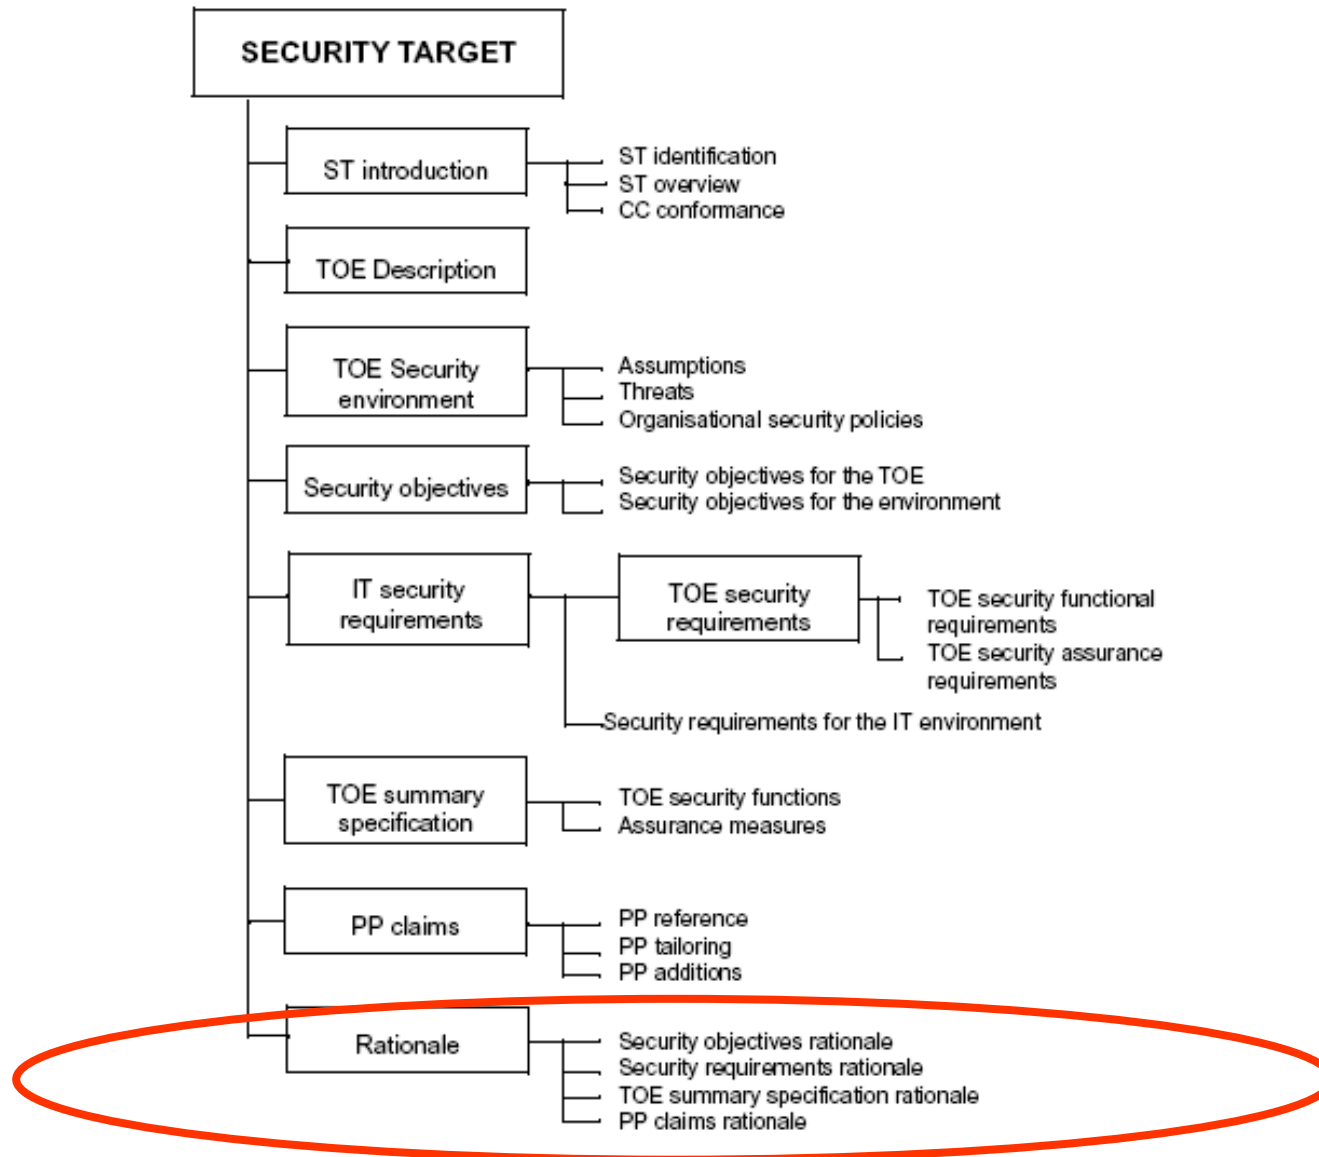 SECURITY TARGET
ST introduction
ST identification
ST overview
CC conformance
TOE Description
TOE Security
environment
Assumptions
Threats
Organisational security policies
Security objectives
Security objectives for the TOE
Security objectives for the environment
IT security
requirements
TOE security
requirements
TOE security functional
requirements
TOE security assurance
requirements
Security requirements for the IT environment
TOE summary
specification
TOE security functions
Assurance measures
PP claims
PP reference
PP tailoring
PP additions
Rationale
Security objectives rationale
Security requirements rationale
TOE summary specification rationale
PP claims rationale